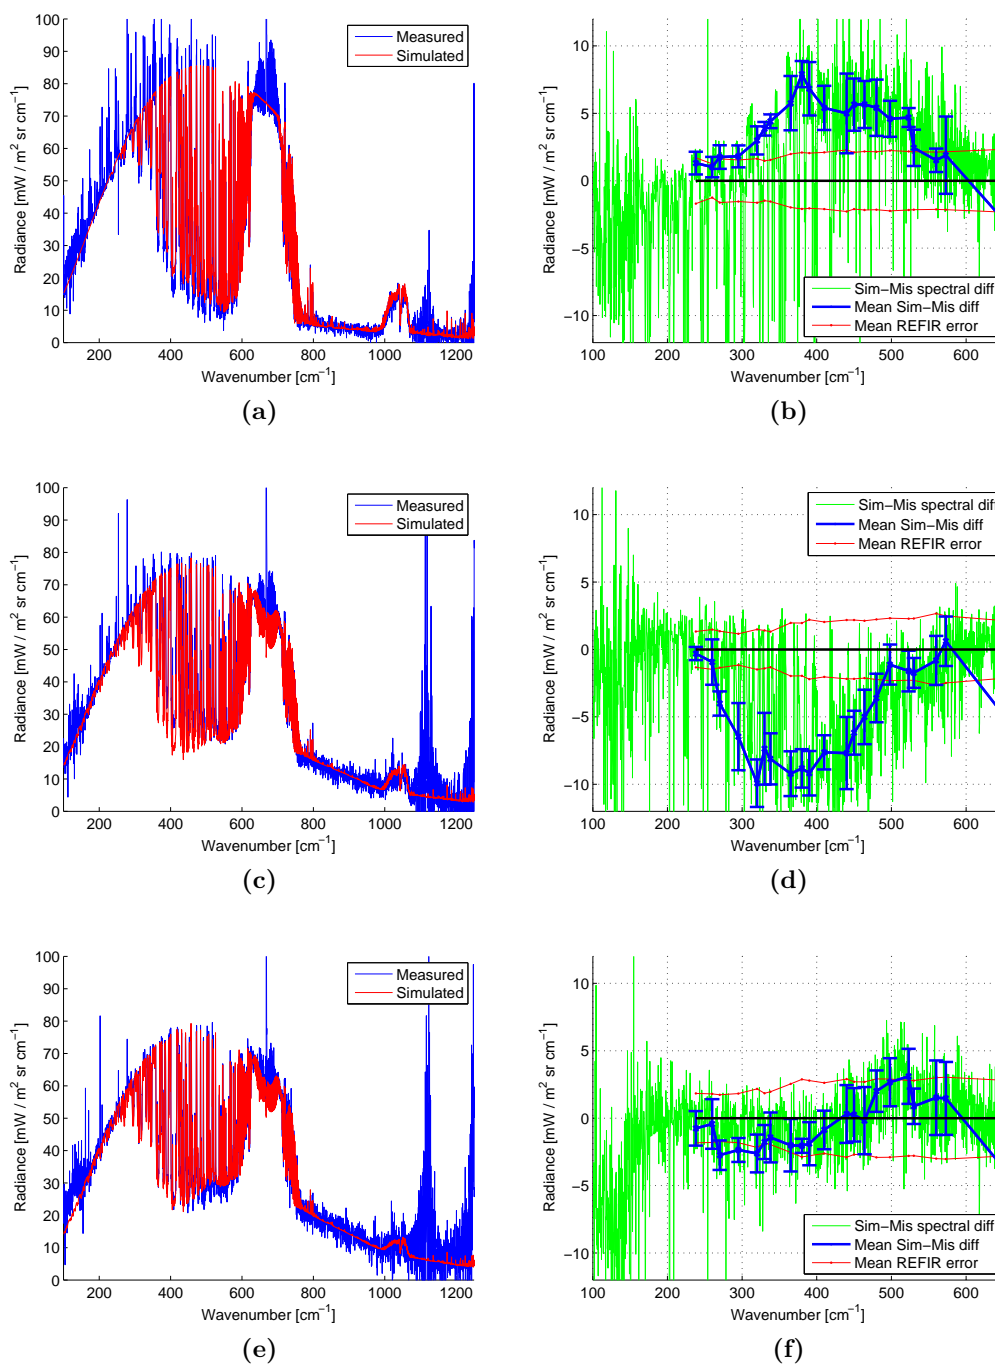 100
90
80
70
60
50
40
30
20
10
0
Radiance [mW / m² sr cm⁻¹]
200 400 600 800 1000 1200
Wavenumber [cm⁻¹]
Measured
Simulated
(a)
10
5
0
−5
−10
Radiance [mW / m² sr cm⁻¹]
100 200 300 400 500 600
Wavenumber [cm⁻¹]
Sim−Mis spectral diff
Mean Sim−Mis diff
Mean REFIR error
(b)
100
90
80
70
60
50
40
30
20
10
0
Radiance [mW / m² sr cm⁻¹]
200 400 600 800 1000 1200
Wavenumber [cm⁻¹]
Measured
Simulated
(c)
10
5
0
−5
−10
Radiance [mW / m² sr cm⁻¹]
100 200 300 400 500 600
Wavenumber [cm⁻¹]
Sim−Mis spectral diff
Mean Sim−Mis diff
Mean REFIR error
(d)
100
90
80
70
60
50
40
30
20
10
0
Radiance [mW / m² sr cm⁻¹]
200 400 600 800 1000 1200
Wavenumber [cm⁻¹]
Measured
Simulated
(e)
10
5
0
−5
−10
Radiance [mW / m² sr cm⁻¹]
100 200 300 400 500 600
Wavenumber [cm⁻¹]
Sim−Mis spectral diff
Mean Sim−Mis diff
Mean REFIR error
(f)